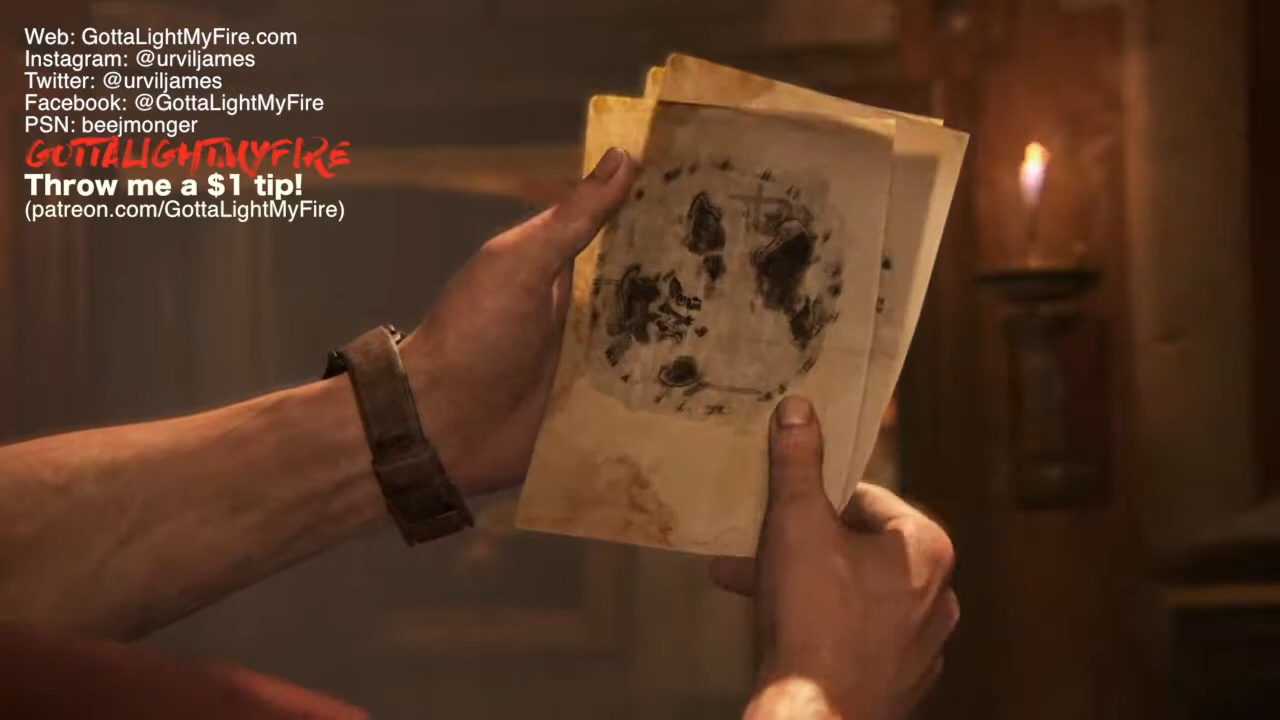 Web: GottaLightMyFire.com
Instagram: @urviljames
Twitter: @urviljames
Facebook: @GottaLightMyFire
PSN: beejmonger
GOTTALIGHTMYFIRE
Throw me a $1 tip!
(patreon.com/GottaLightMyFire)